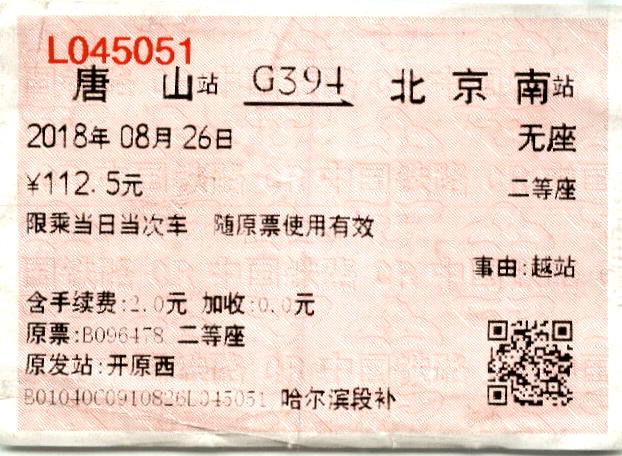 L045051
唐 山站 G394 北 京 南站
2018年 08月 26日 无座
¥112.5元 二等座
限乘当日当次车 随原票使用有效
事由:越站
含手续费:2.0元 加收:0.0元
原票:B096478 二等座
原发站:开原西
B01040C0910826L045051 哈尔滨段补